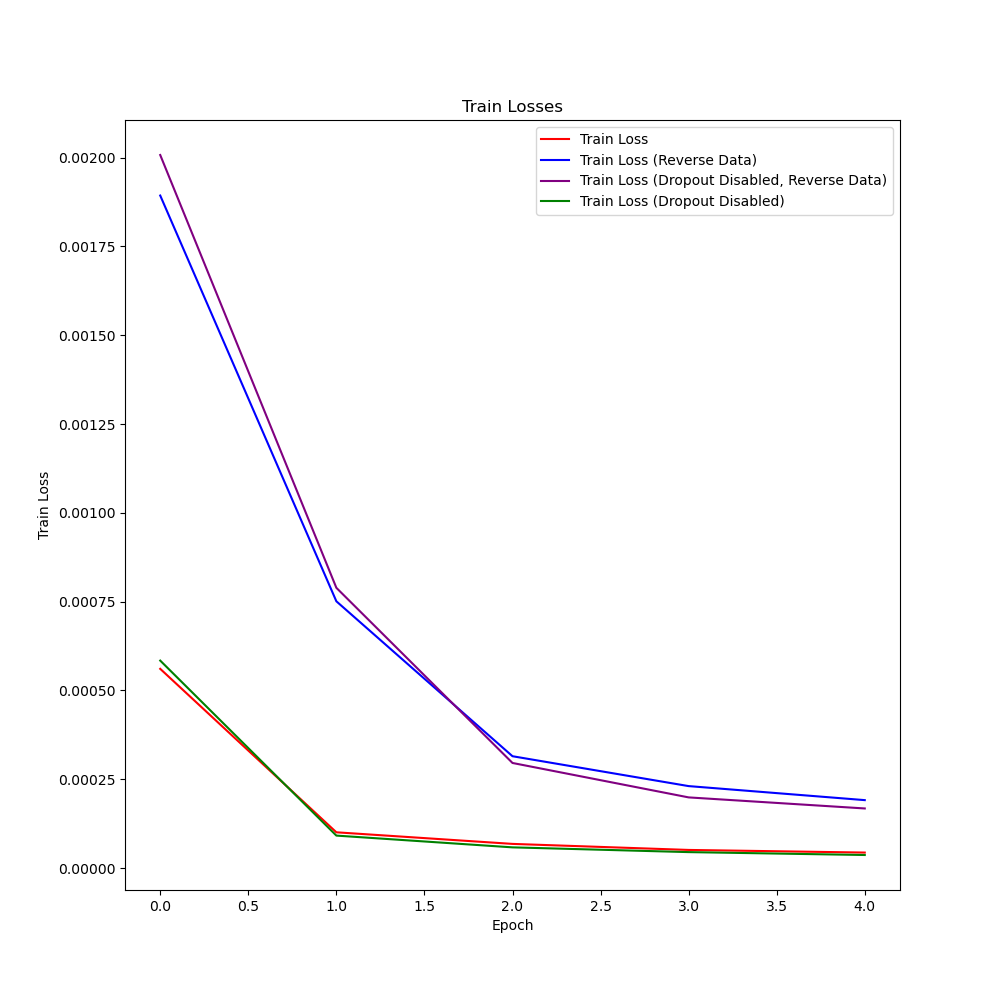 Train Losses
Train Loss
Train Loss (Reverse Data)
Train Loss (Dropout Disabled, Reverse Data)
Train Loss (Dropout Disabled)
0.00200
0.00175
0.00150
0.00125
0.00100
0.00075
0.00050
0.00025
0.00000
Train Loss
0.0 0.5 1.0 1.5 2.0 2.5 3.0 3.5 4.0
Epoch